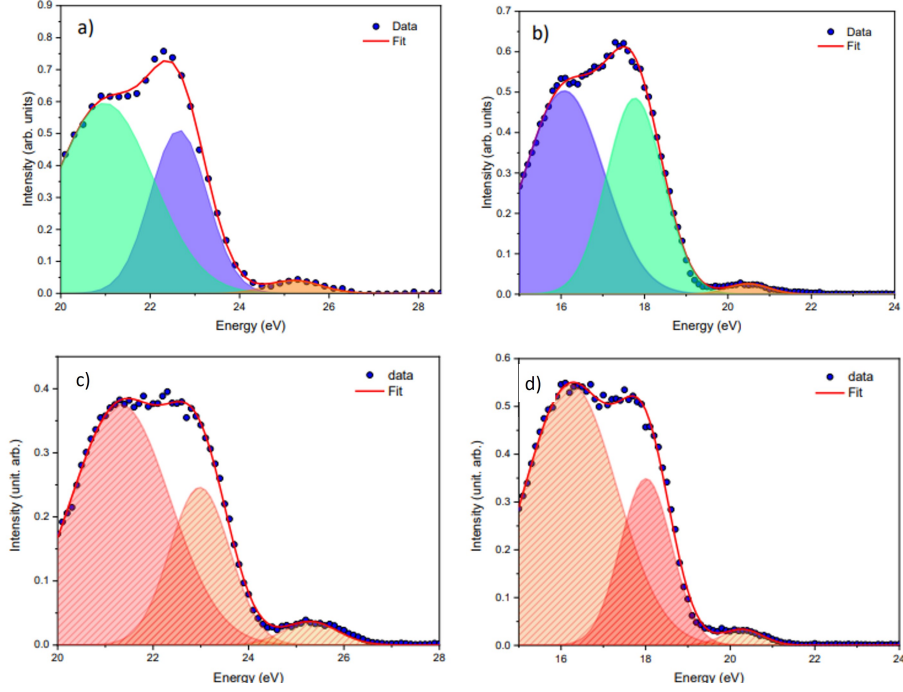 a)
Data
Fit
0.9
0.8
0.7
0.6
0.5
0.4
0.3
0.2
0.1
0.0
Intensity (arb. units)
20 22 24 26 28
Energy (eV)
b)
Data
Fit
0.7
0.6
0.5
0.4
0.3
0.2
0.1
0.0
Intensity (arb. units)
16 18 20 22 24
Energy (eV)
c)
data
Fit
0.4
0.3
0.2
0.1
0.0
Intensity (unit. arb.)
20 22 24 26 28
Energy (eV)
d)
data
Fit
0.6
0.5
0.4
0.3
0.2
0.1
0.0
Intensity (unit. arb.)
16 18 20 22 24
Energy (eV)